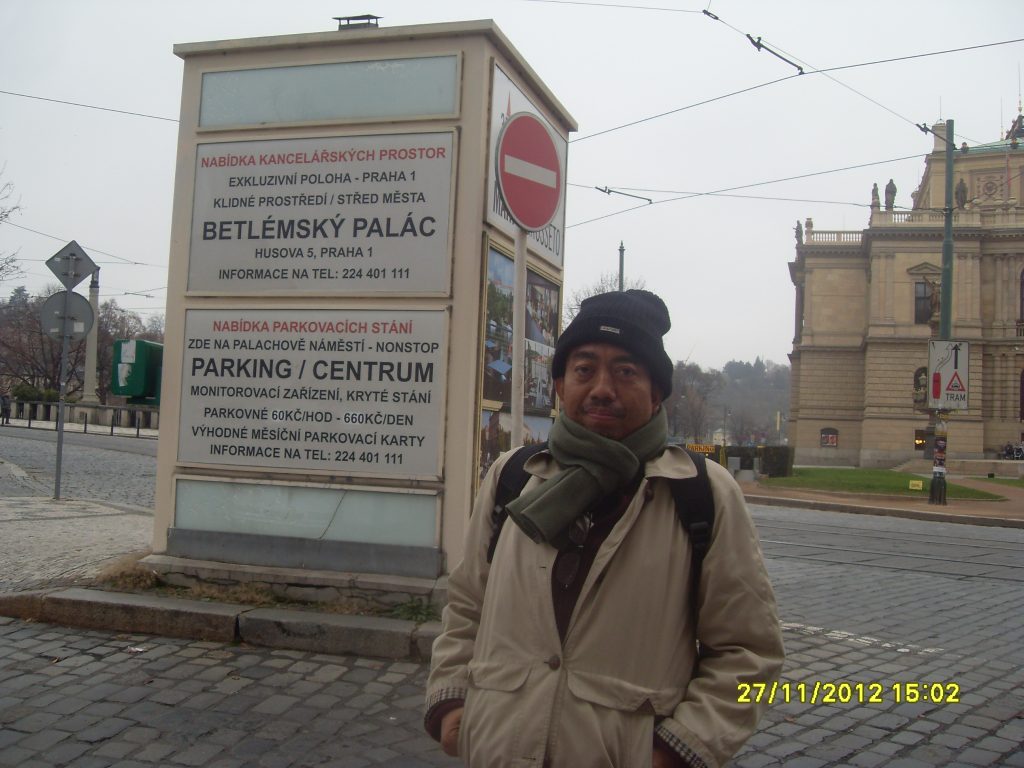 NABÍDKA KANCELÁŘSKÝCH PROSTOR
EXKLUZIVNÍ POLOHA - PRAHA 1
KLIDNÉ PROSTŘEDÍ / STŘED MĚSTA
BETLÉMSKÝ PALÁC
HUSOVA 5, PRAHA 1
INFORMACE NA TEL: 224 401 111
NABÍDKA PARKOVACÍCH STÁNÍ
ZDE NA PALACHOVĚ NÁMĚSTÍ - NONSTOP
PARKING / CENTRUM
MONITOROVACÍ ZAŘÍZENÍ, KRYTÉ STÁNÍ
PARKOVNÉ 60KČ/HOD - 660KČ/DEN
VÝHODNÉ MĚSÍČNÍ PARKOVACÍ KARTY
INFORMACE NA TEL: 224 401 111
TRAM
PARKING
27/11/2012 15:02